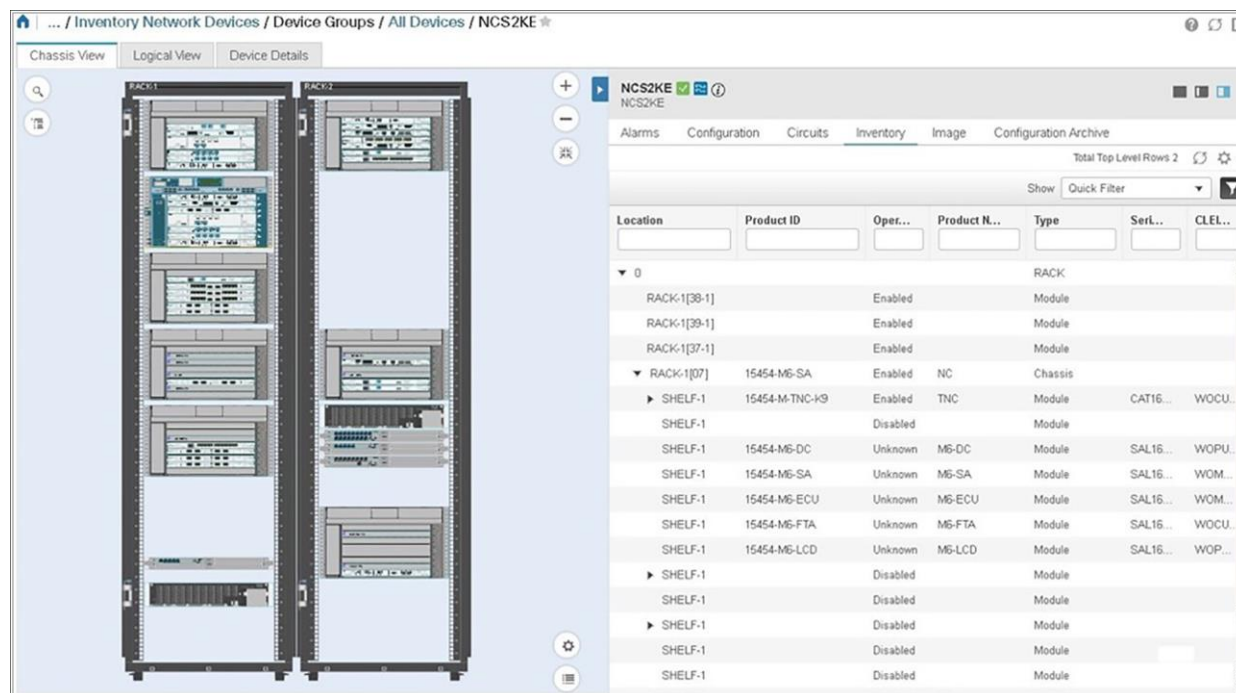 ... / Inventory Network Devices / Device Groups / All Devices / NCS2KE
Chassis View Logical View Device Details
RACK-1 RACK-2
NCS2KE
NCS2KE
Alarms Configuration Circuits Inventory Image Configuration Archive
Total Top Level Rows 2
Show Quick Filter
Location Product ID Oper... Product N... Type Seri... CLEI...
0 RACK
RACK-1[38-1] Enabled Module
RACK-1[39-1] Enabled Module
RACK-1[37-1] Enabled Module
RACK-1[07] 15454-M6-SA Enabled NC Chassis
SHELF-1 15454-M-TNC-K9 Enabled TNC Module CAT16... WOCU...
SHELF-1 Disabled Module
SHELF-1 15454-M6-DC Unknown M6-DC Module SAL16... WOPU...
SHELF-1 15454-M6-SA Unknown M6-SA Module SAL16... WOM...
SHELF-1 15454-M6-ECU Unknown M6-ECU Module SAL16... WOM...
SHELF-1 15454-M6-FTA Unknown M6-FTA Module SAL16... WOCU...
SHELF-1 15454-M6-LCD Unknown M6-LCD Module SAL16... WOP...
SHELF-1 Disabled Module
SHELF-1 Disabled Module
SHELF-1 Disabled Module
SHELF-1 Disabled Module
SHELF-1 Disabled Module